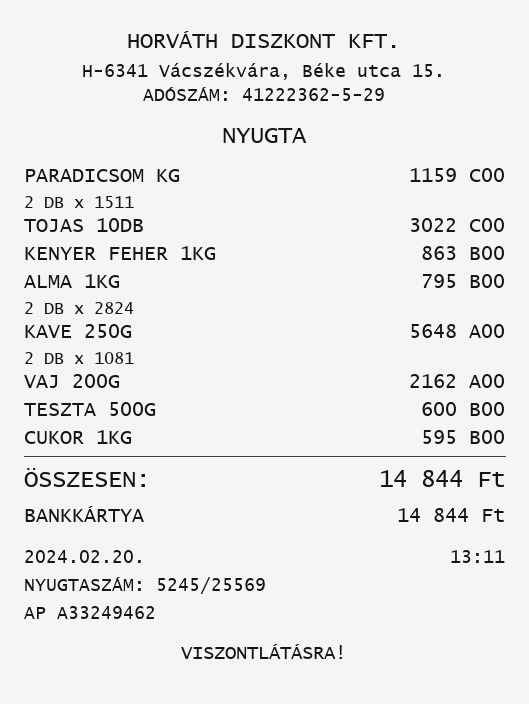 HORVÁTH DISZKONT KFT.
H-6341 Vácszékvára, Béke utca 15.
ADÓSZÁM: 41222362-5-29
NYUGTA
PARADICSOM KG 1159 C00
2 DB x 1511
TOJAS 10DB 3022 C00
KENYER FEHER 1KG 863 B00
ALMA 1KG 795 B00
2 DB x 2824
KAVE 250G 5648 A00
2 DB x 1081
VAJ 200G 2162 A00
TESZTA 500G 600 B00
CUKOR 1KG 595 B00
ÖSSZESEN: 14 844 Ft
BANKKÁRTYA 14 844 Ft
2024.02.20. 13:11
NYUGTASZÁM: 5245/25569
AP A33249462
VISZONTLÁTÁSRA!